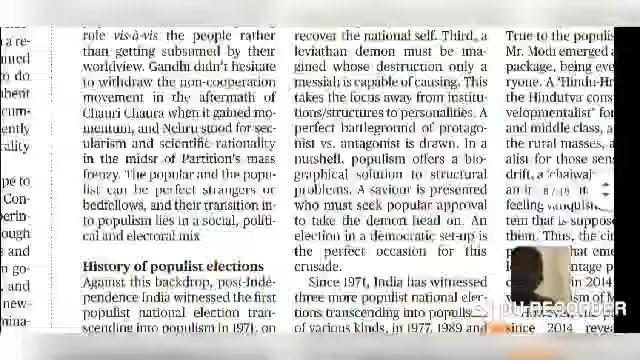 role vis-à-vis the people rather
than getting subsumed by their
worldview. Gandhi didn't hesitate
to withdraw the non-cooperation
movement in the aftermath of
Chauri Chaura when it gained mo-
mentum, and Nehru stood for sec-
ularism and scientific rationality
in the midst of Partition's mass
frenzy. The popular and the popu-
list can be perfect strangers or
bedfellows, and their transition in-
to populism lies in a social, politi-
cal and electoral mix
History of populist elections
Against this backdrop, post-Inde-
pendence India witnessed the first
populist national election tran-
scending into populism in 1971, on
recover the national self. Third, a
leviathan demon must be ima-
gined whose destruction only a
messiah is capable of causing. This
takes the focus away from institu-
tions/structures to personalities. A
perfect battleground of protago-
nist vs. antagonist is drawn. In a
nutshell, populism offers a bio-
graphical solution to structural
problems. A saviour is presented
who must seek popular approval
to take the demon head on. An
election in a democratic set-up is
the perfect occasion for this
crusade.
Since 1971, India has witnessed
three more populist national elec-
tions transcending into populis
of various kinds, in 1977, 1989 and
True to the populis
Mr. Modi emerged a
package, being eve
ryone. A 'Hindu-Hr
the Hindutva cons
velopmentalist' for
and middle class, a
the rural masses, a
alist for those sens
drift, a 'chaiwal
an ir
8 / 18
feeling vanquish
tem that is suppose
them. Thus, the cir
in 2014
However, the p
since 2014 revea
DU RECORDER